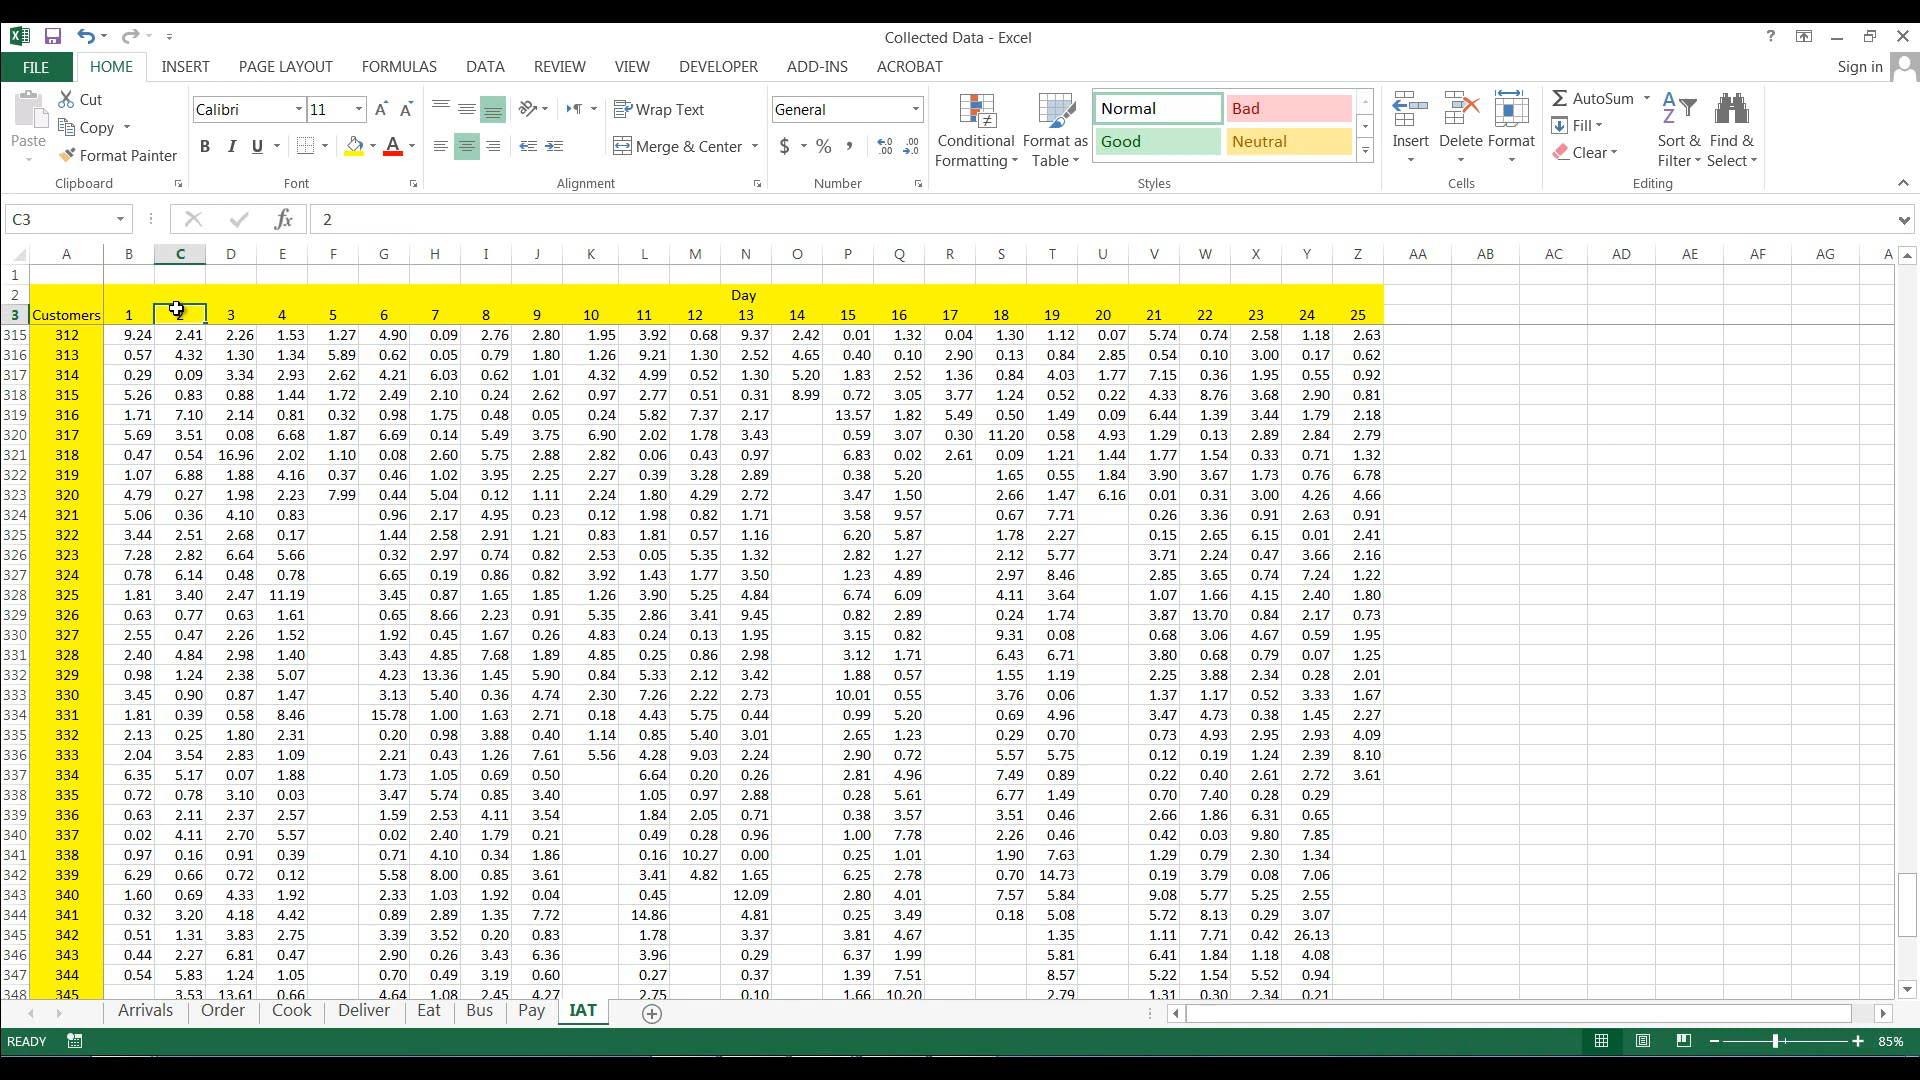 Collected Data - Excel
FILE HOME INSERT PAGE LAYOUT FORMULAS DATA REVIEW VIEW DEVELOPER ADD-INS ACROBAT Sign in
Paste Cut Copy Format Painter Clipboard
Calibri 11 B I U A Font
Wrap Text Merge & Center Alignment
General $ % Number
Conditional Formatting Format as Table Normal Bad Good Neutral Styles
Insert Delete Format Cells
AutoSum Fill Clear Sort & Filter Find & Select Editing
C3 fx 2
A B C D E F G H I J K L M N O P Q R S T U V W X Y Z AA AB AC AD AE AF AG A
1
2 Day
3 Customers 1 2 3 4 5 6 7 8 9 10 11 12 13 14 15 16 17 18 19 20 21 22 23 24 25
315 312 9.24 2.41 2.26 1.53 1.27 4.90 0.09 2.76 2.80 1.95 3.92 0.68 9.37 2.42 0.01 1.32 0.04 1.30 1.12 0.07 5.74 0.74 2.58 1.18 2.63
316 313 0.57 4.32 1.30 1.34 5.89 0.62 0.05 0.79 1.80 1.26 9.21 1.30 2.52 4.65 0.40 0.10 2.90 0.13 0.84 2.85 0.54 0.10 3.00 0.17 0.62
317 314 0.29 0.09 3.34 2.93 2.62 4.21 6.03 0.62 1.01 4.32 4.99 0.52 1.30 5.20 1.83 2.52 1.36 0.84 4.03 1.77 7.15 0.36 1.95 0.55 0.92
318 315 5.26 0.83 0.88 1.44 1.72 2.49 2.10 0.24 2.62 0.97 2.77 0.51 0.31 8.99 0.72 3.05 3.77 1.24 0.52 0.22 4.33 8.76 3.68 2.90 0.81
319 316 1.71 7.10 2.14 0.81 0.32 0.98 1.75 0.48 0.05 0.24 5.82 7.37 2.17 13.57 1.82 5.49 0.50 1.49 0.09 6.44 1.39 3.44 1.79 2.18
320 317 5.69 3.51 0.08 6.68 1.87 6.69 0.14 5.49 3.75 6.90 2.02 1.78 3.43 0.59 3.07 0.30 11.20 0.58 4.93 1.29 0.13 2.89 2.84 2.79
321 318 0.47 0.54 16.96 2.02 1.10 0.08 2.60 5.75 2.88 2.82 0.06 0.43 0.97 6.83 0.02 2.61 0.09 1.21 1.44 1.77 1.54 0.33 0.71 1.32
322 319 1.07 6.88 1.88 4.16 0.37 0.46 1.02 3.95 2.25 2.27 0.39 3.28 2.89 0.38 5.20 1.65 0.55 1.84 3.90 3.67 1.73 0.76 6.78
323 320 4.79 0.27 1.98 2.23 7.99 0.44 5.04 0.12 1.11 2.24 1.80 4.29 2.72 3.47 1.50 2.66 1.47 6.16 0.01 0.31 3.00 4.26 4.66
324 321 5.06 0.36 4.10 0.83 0.96 2.17 4.95 0.23 0.12 1.98 0.82 1.71 3.58 9.57 0.67 7.71 0.26 3.36 0.91 2.63 0.91
325 322 3.44 2.51 2.68 0.17 1.44 2.58 2.91 1.21 0.83 1.81 0.57 1.16 6.20 5.87 1.78 2.27 0.15 2.65 6.15 0.01 2.41
326 323 7.28 2.82 6.64 5.66 0.32 2.97 0.74 0.82 2.53 0.05 5.35 1.32 2.82 1.27 2.12 5.77 3.71 2.24 0.47 3.66 2.16
327 324 0.78 6.14 0.48 0.78 6.65 0.19 0.86 0.82 3.92 1.43 1.77 3.50 1.23 4.89 2.97 8.46 2.85 3.65 0.74 7.24 1.22
328 325 1.81 3.40 2.47 11.19 3.45 0.87 1.65 1.85 1.26 3.90 5.25 4.84 6.74 6.09 4.11 3.64 1.07 1.66 4.15 2.40 1.80
329 326 0.63 0.77 0.63 1.61 0.65 8.66 2.23 0.91 5.35 2.86 3.41 9.45 0.82 2.89 0.24 1.74 3.87 13.70 0.84 2.17 0.73
330 327 2.55 0.47 2.26 1.52 1.92 0.45 1.67 0.26 4.83 0.24 0.13 1.95 3.15 0.82 9.31 0.08 0.68 3.06 4.67 0.59 1.95
331 328 2.40 4.84 2.98 1.40 3.43 4.85 7.68 1.89 4.85 0.25 0.86 2.98 3.12 1.71 6.43 6.71 3.80 0.68 0.79 0.07 1.25
332 329 0.98 1.24 2.38 5.07 4.23 13.36 1.45 5.90 0.84 5.33 2.12 3.42 1.88 0.57 1.55 1.19 2.25 3.88 2.34 0.28 2.01
333 330 3.45 0.90 0.87 1.47 3.13 5.40 0.36 4.74 2.30 7.26 2.22 2.73 10.01 0.55 3.76 0.06 1.37 1.17 0.52 3.33 1.67
334 331 1.81 0.39 0.58 8.46 15.78 1.00 1.63 2.71 0.18 4.43 5.75 0.44 0.99 5.20 0.69 4.96 3.47 4.73 0.38 1.45 2.27
335 332 2.13 0.25 1.80 2.31 0.20 0.98 3.88 0.40 1.14 0.85 5.40 3.01 2.65 1.23 0.29 0.70 0.73 4.93 2.95 2.93 4.09
336 333 2.04 3.54 2.83 1.09 2.21 0.43 1.26 7.61 5.56 4.28 9.03 2.24 2.90 0.72 5.57 5.75 0.12 0.19 1.24 2.39 8.10
337 334 6.35 5.17 0.07 1.88 1.73 1.05 0.69 0.50 6.64 0.20 0.26 2.81 4.96 7.49 0.89 0.22 0.40 2.61 2.72 3.61
338 335 0.72 0.78 3.10 0.03 3.47 5.74 0.85 3.40 1.05 0.97 2.88 0.28 5.61 6.77 1.49 0.70 7.40 0.28 0.29
339 336 0.63 2.11 2.37 2.57 1.59 2.53 4.11 3.54 1.84 2.05 0.71 0.38 3.57 3.51 0.46 2.66 1.86 6.31 0.65
340 337 0.02 4.11 2.70 5.57 0.02 2.40 1.79 0.21 0.49 0.28 0.96 1.00 7.78 2.26 0.46 0.42 0.03 9.80 7.85
341 338 0.97 0.16 0.91 0.39 0.71 4.10 0.34 1.86 0.16 10.27 0.00 0.25 1.01 1.90 7.63 1.29 0.79 2.30 1.34
342 339 6.29 0.66 0.72 0.12 5.58 8.00 0.85 3.61 3.41 4.82 1.65 6.25 2.78 0.70 14.73 0.19 3.79 0.08 7.06
343 340 1.60 0.69 4.33 1.92 2.33 1.03 1.92 0.04 0.45 12.09 2.80 4.01 7.57 5.84 9.08 5.77 5.25 2.55
344 341 0.32 3.20 4.18 4.42 0.89 2.89 1.35 7.72 14.86 4.81 0.25 3.49 0.18 5.08 5.72 8.13 0.29 3.07
345 342 0.51 1.31 3.83 2.75 3.39 3.52 0.20 0.83 1.78 3.37 3.81 4.67 1.35 1.11 7.71 0.42 26.13
346 343 0.44 2.27 6.81 0.47 2.90 0.26 3.43 6.36 3.96 0.29 6.37 1.99 5.81 6.41 1.84 1.18 4.08
347 344 0.54 5.83 1.24 1.05 0.70 0.49 3.19 0.60 0.27 0.37 1.39 7.51 8.57 5.22 1.54 5.52 0.94
348 345 3.53 13.61 0.66 4.64 1.08 2.45 4.27 2.75 0.10 1.66 10.20 2.79 1.31 0.30 2.34 0.21
Arrivals Order Cook Deliver Eat Bus Pay IAT
READY 85%